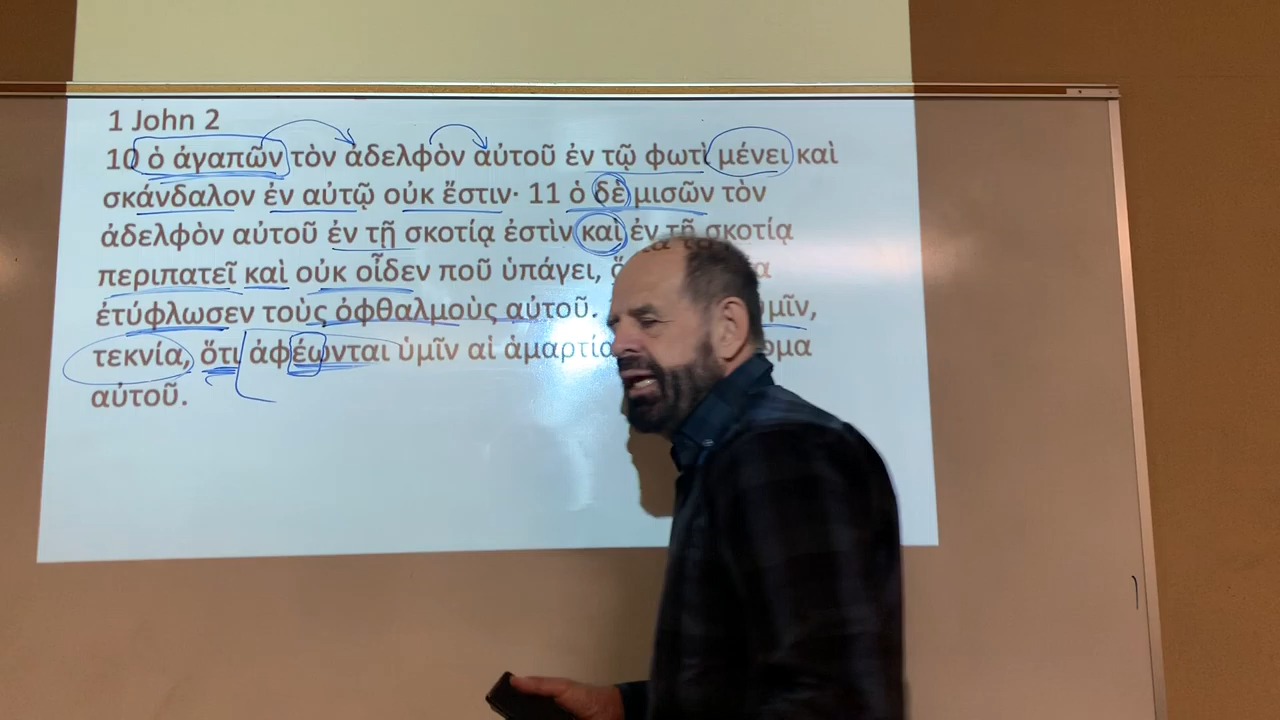 1 John 2
10 ὁ ἀγαπῶν τὸν ἀδελφὸν αὐτοῦ ἐν τῷ φωτὶ μένει καὶ
σκάνδαλον ἐν αὐτῷ οὐκ ἔστιν· 11 ὁ δὲ μισῶν τὸν
ἀδελφὸν αὐτοῦ ἐν τῇ σκοτίᾳ ἐστὶν καὶ ἐν τῇ σκοτίᾳ
περιπατεῖ καὶ οὐκ οἶδεν ποῦ ὑπάγει,
ἐτύφλωσεν τοὺς ὀφθαλμοὺς αὐτοῦ. ὑμῖν,
τεκνία, ὅτι ἀφέωνται ὑμῖν αἱ
αὐτοῦ.